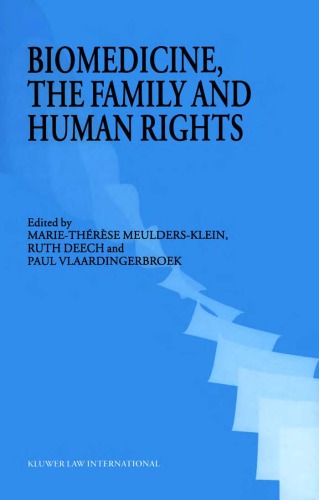 BIOMEDICINE,
THE FAMILY AND
HUMAN RIGHTS
Edited by
MARIE-THÉRÈSE MEULDERS-KLEIN,
RUTH DEECH and
PAUL VLAARDINGERBROEK
KLUWER LAW INTERNATIONAL